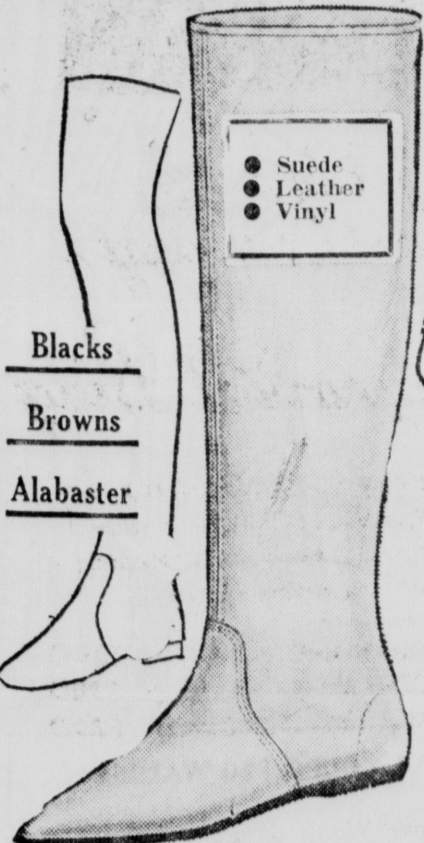 ● Suede
● Leather
● Vinyl
Blacks
Browns
Alabaster